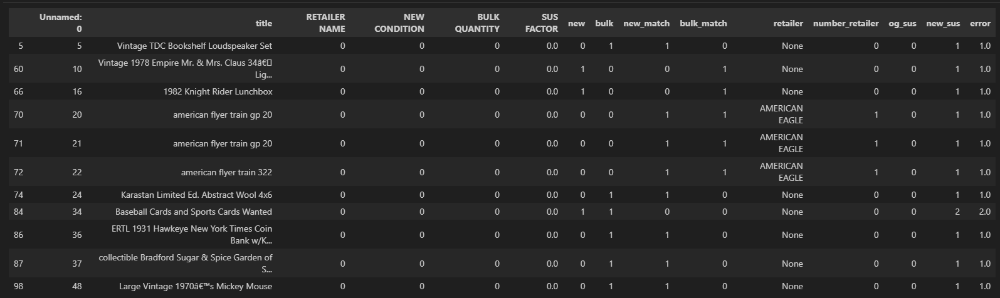 Unnamed: 0 title RETAILER NAME NEW CONDITION BULK QUANTITY SUS FACTOR new bulk new_match bulk_match retailer number_retailer og_sus new_sus error
5 5 Vintage TDC Bookshelf Loudspeaker Set 0 0 0 0.0 0 1 1 0 None 0 0 1 1.0
60 10 Vintage 1978 Empire Mr. & Mrs. Claus 34â€ Lig... 0 0 0 0.0 1 0 0 1 None 0 0 1 1.0
66 16 1982 Knight Rider Lunchbox 0 0 0 0.0 1 0 0 1 None 0 0 1 1.0
70 20 american flyer train gp 20 0 0 0 0.0 0 0 1 1 AMERICAN EAGLE 1 0 1 1.0
71 21 american flyer train gp 20 0 0 0 0.0 0 0 1 1 AMERICAN EAGLE 1 0 1 1.0
72 22 american flyer train 322 0 0 0 0.0 0 0 1 1 AMERICAN EAGLE 1 0 1 1.0
74 24 Karastan Limited Ed. Abstract Wool 4x6 0 0 0 0.0 0 1 1 0 None 0 0 1 1.0
84 34 Baseball Cards and Sports Cards Wanted 0 0 0 0.0 1 1 0 0 None 0 0 2 2.0
86 36 ERTL 1931 Hawkeye New York Times Coin Bank w/K... 0 0 0 0.0 0 1 1 0 None 0 0 1 1.0
87 37 collectible Bradford Sugar & Spice Garden of S... 0 0 0 0.0 0 1 1 0 None 0 0 1 1.0
98 48 Large Vintage 1970â€™s Mickey Mouse 0 0 0 0.0 0 1 1 0 None 0 0 1 1.0